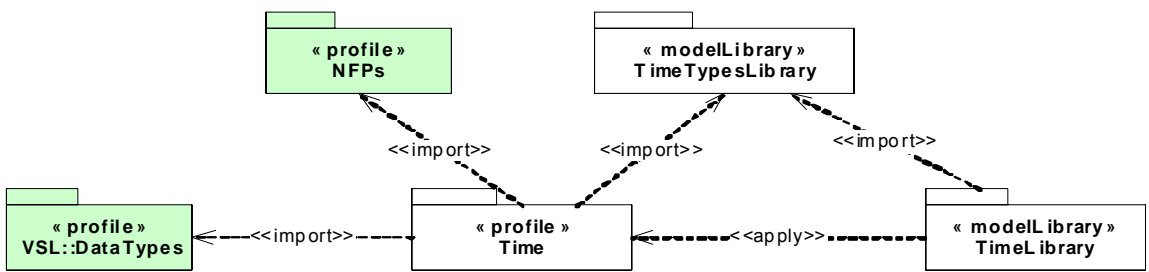 « profile »
NFPs
« modelLibrary »
TimeTypesLibrary
<<import>>
<<import>>
<<import>>
« profile »
VSL::DataTypes
<<import>>
« profile »
Time
<<apply>>
« modelLibrary »
TimeLibrary